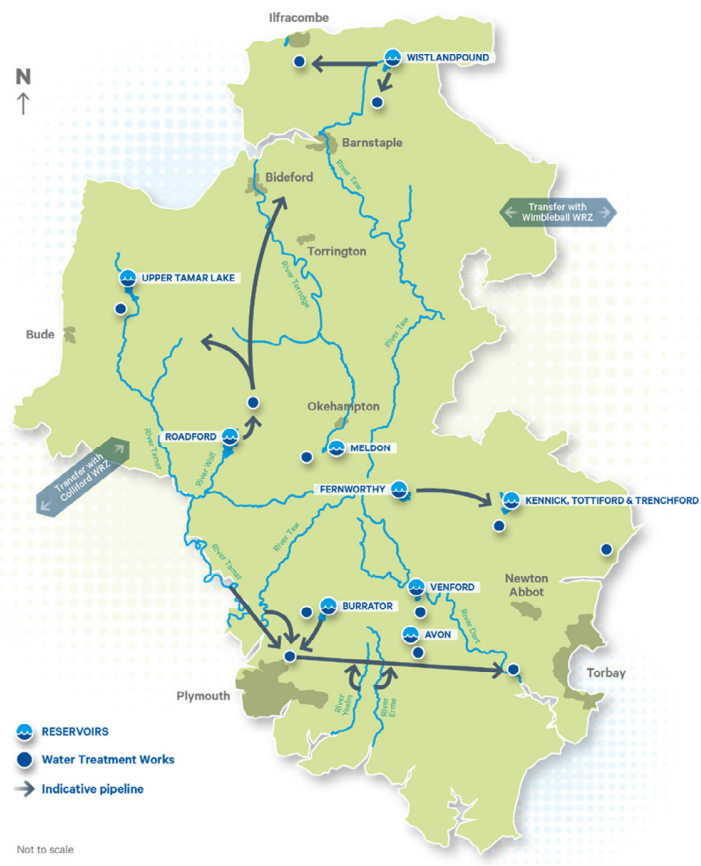 Ilfracombe
WISTLANDPOUND
N
Barnstaple
River Taw
Bideford
Transfer with
Wimbleball WRZ
Torrington
River Torridge
UPPER TAMAR LAKE
River Taw
Bude
Okehampton
ROADFORD
MELDON
River Tamar
River Wolf
Transfer with
Colliford WRZ
FERNWORTHY
KENNICK, TOTTIFORD & TRENCHFORD
River Taw
River Tamar
Newton
Abbot
VENFORD
BURRATOR
River Dart
AVON
Torbay
Plymouth
River
Yealm
River
Erme
RESERVOIRS
Water Treatment Works
Indicative pipeline
Not to scale